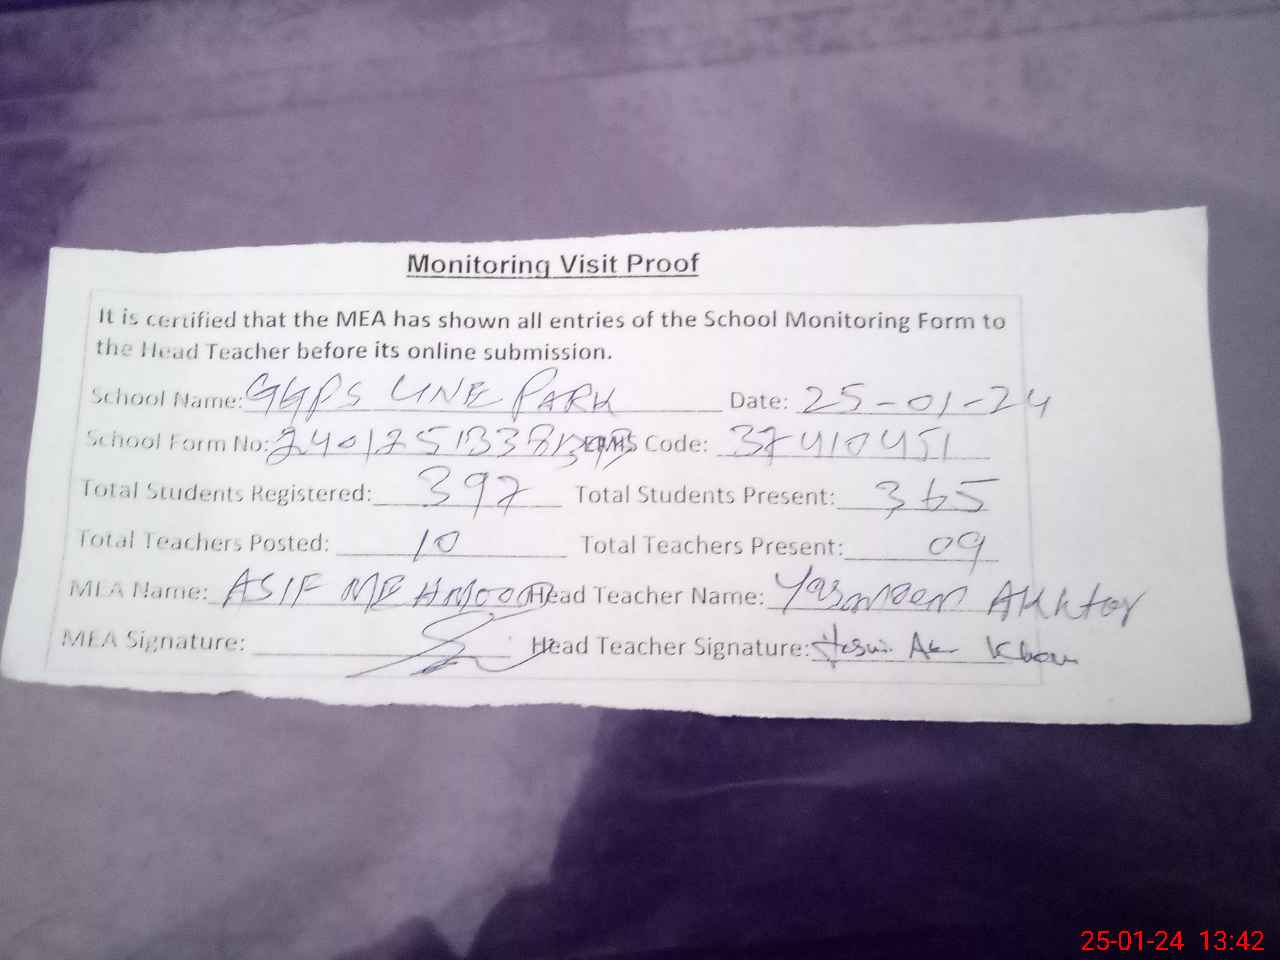 Monitoring Visit Proof
It is certified that the MEA has shown all entries of the School Monitoring Form to
the Head Teacher before its online submission.
School Name: GGPS LINE PARK Date: 25-01-24
School Form No: Code: 37410451
Total Students Registered: 397 Total Students Present: 365
Total Teachers Posted: 10 Total Teachers Present: 09
MEA Name: ASIF MEHMOOD Head Teacher Name: Yasmeen Akhtar
MEA Signature: Head Teacher Signature:
25-01-24 13:42